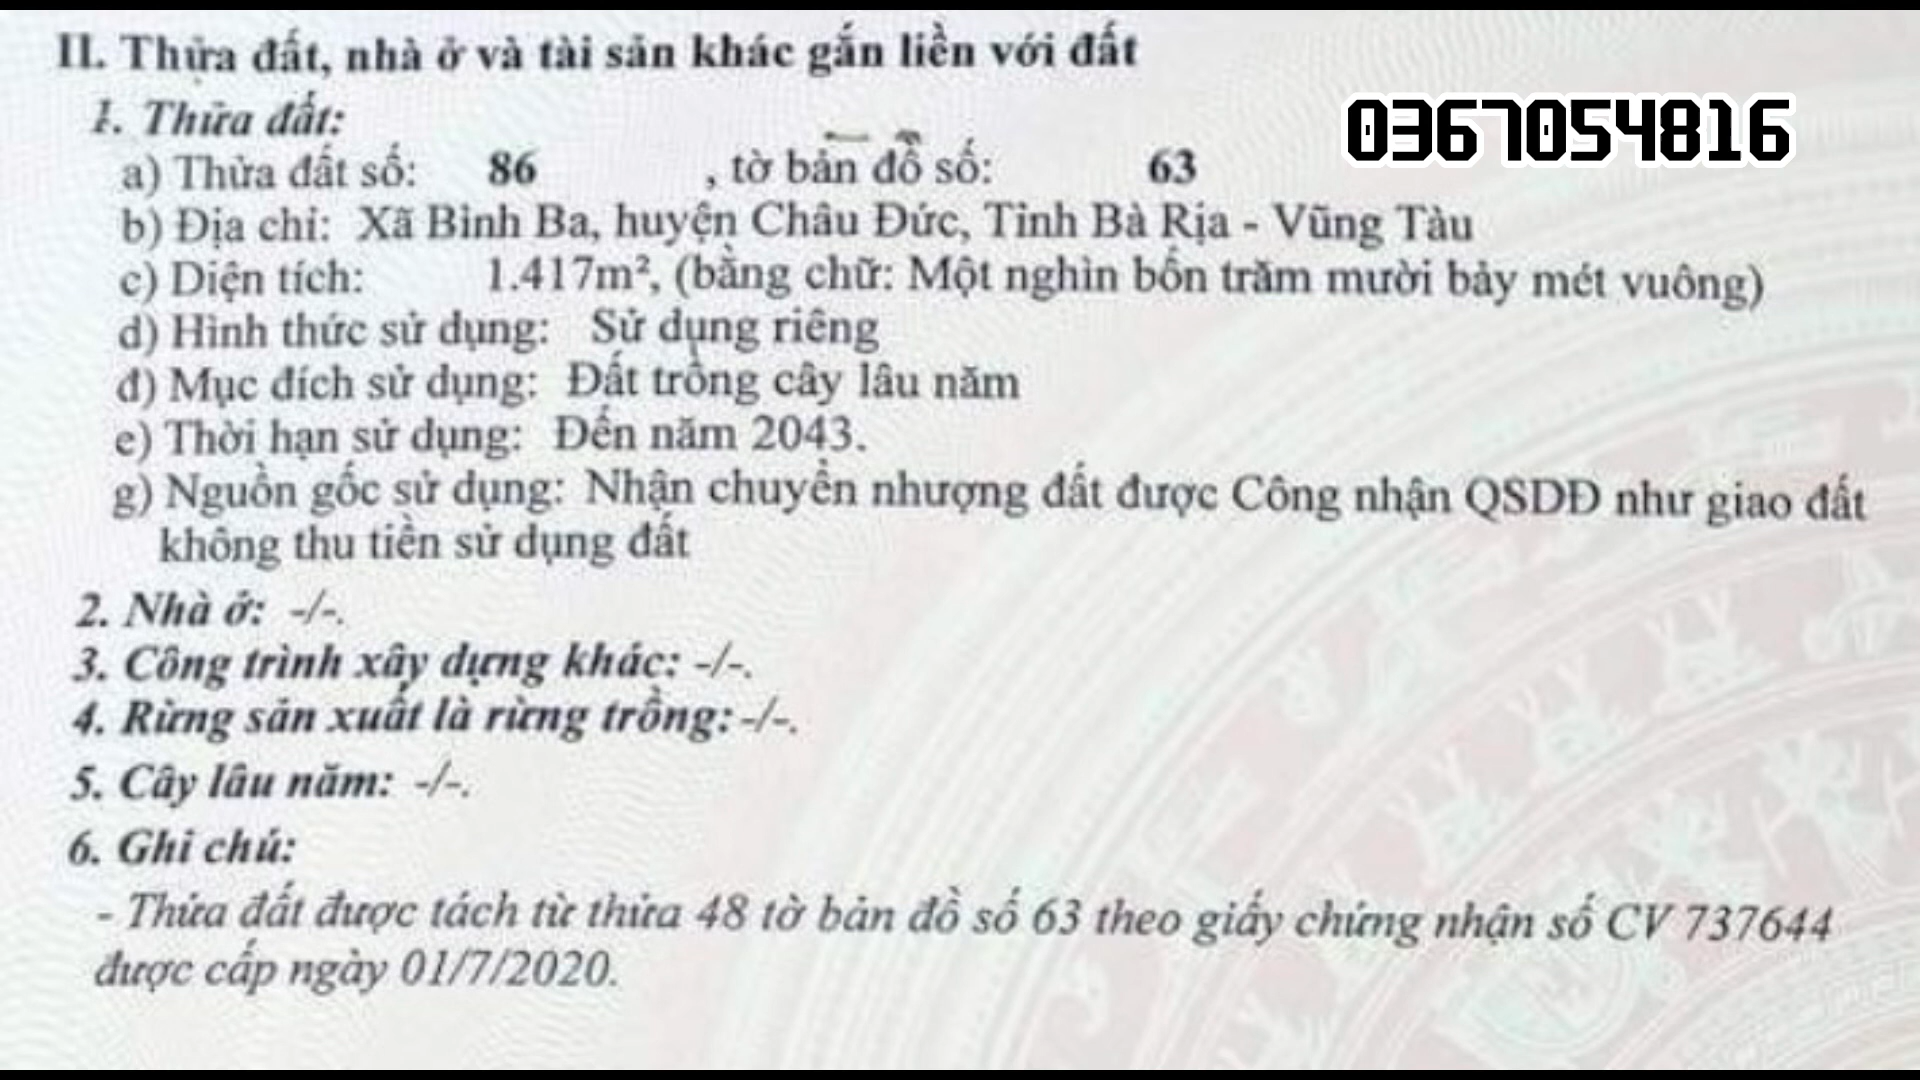 II. Thửa đất, nhà ở và tài sản khác gắn liền với đất
0367054816
1. Thửa đất:
a) Thửa đất số: 86 , tờ bản đồ số: 63
b) Địa chỉ: Xã Bình Ba, huyện Châu Đức, Tỉnh Bà Rịa - Vũng Tàu
c) Diện tích: 1.417m², (bằng chữ: Một nghìn bốn trăm mười bảy mét vuông)
d) Hình thức sử dụng: Sử dụng riêng
đ) Mục đích sử dụng: Đất trồng cây lâu năm
e) Thời hạn sử dụng: Đến năm 2043.
g) Nguồn gốc sử dụng: Nhận chuyển nhượng đất được Công nhận QSDĐ như giao đất
không thu tiền sử dụng đất
2. Nhà ở: -/-.
3. Công trình xây dựng khác: -/-.
4. Rừng sản xuất là rừng trồng: -/-.
5. Cây lâu năm: -/-.
6. Ghi chú:
- Thửa đất được tách từ thửa 48 tờ bản đồ số 63 theo giấy chứng nhận số CV 737644
được cấp ngày 01/7/2020.